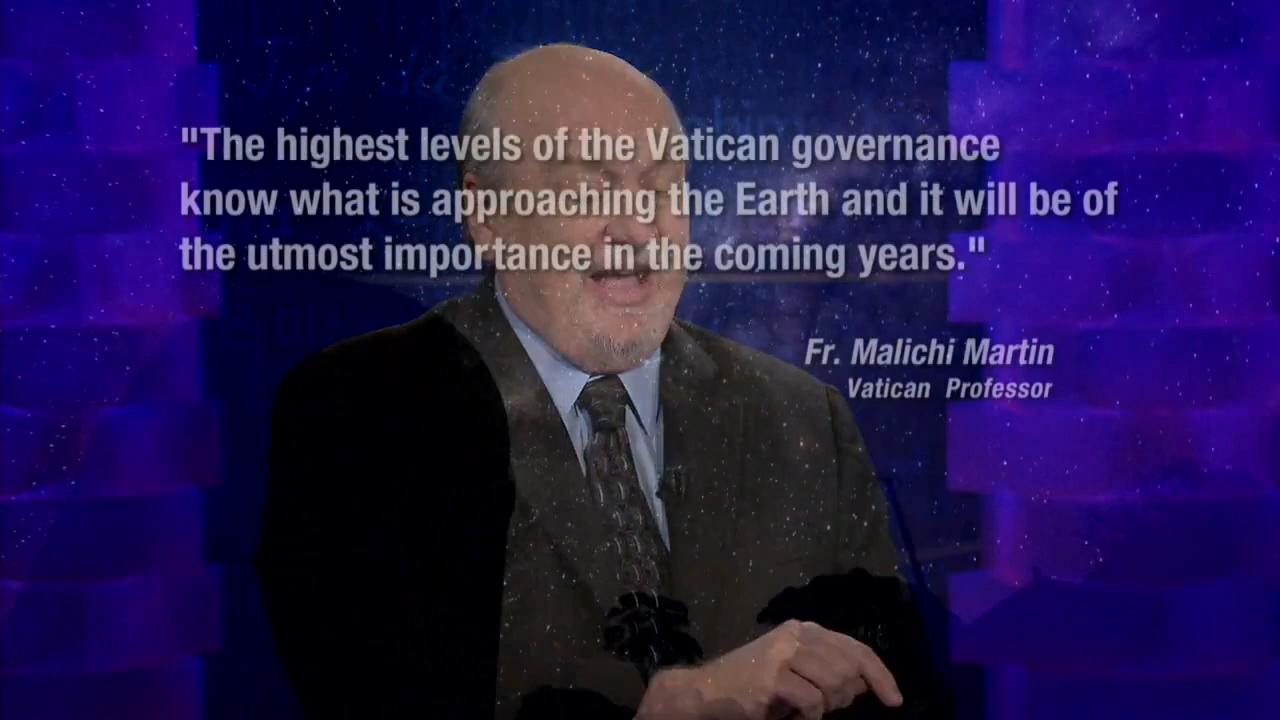 "The highest levels of the Vatican governance
know what is approaching the Earth and it will be of
the utmost importance in the coming years."
Fr. Malichi Martin
Vatican Professor